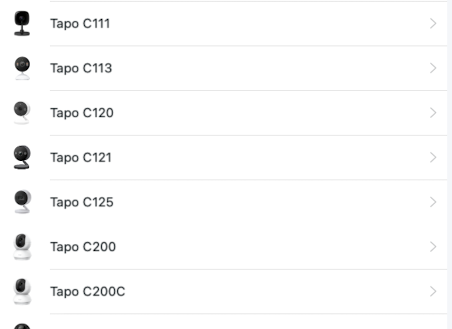 Tapo C111
Tapo C113
Tapo C120
Tapo C121
Tapo C125
Tapo C200
Tapo C200C